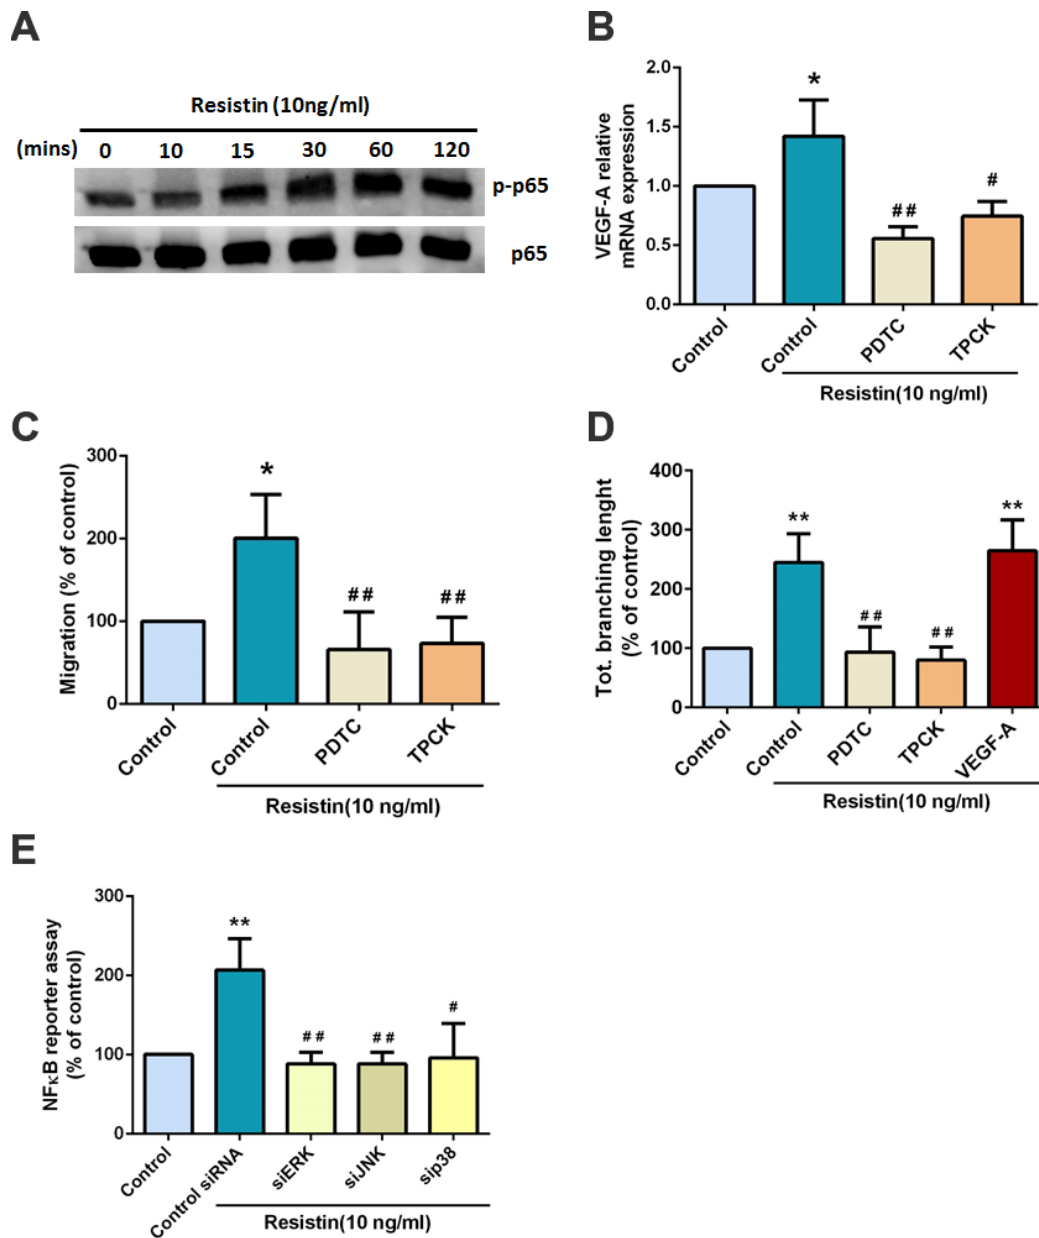 A
Resistin (10ng/ml)
(mins) 0 10 15 30 60 120
p-p65
p65
B
VEGF-A relative
mRNA expression
2.0
1.5
1.0
0.5
0.0
*
##
#
Control
Control
PDTC
TPCK
Resistin(10 ng/ml)
C
Migration (% of control)
300
200
100
0
*
##
##
Control
Control
PDTC
TPCK
Resistin(10 ng/ml)
D
Tot. branching lenght
(% of control)
400
300
200
100
0
**
##
##
**
Control
Control
PDTC
TPCK
VEGF-A
Resistin(10 ng/ml)
E
NFκB reporter assay
(% of control)
300
200
100
0
**
##
##
#
Control
Control siRNA
siERK
siJNK
sip38
Resistin(10 ng/ml)